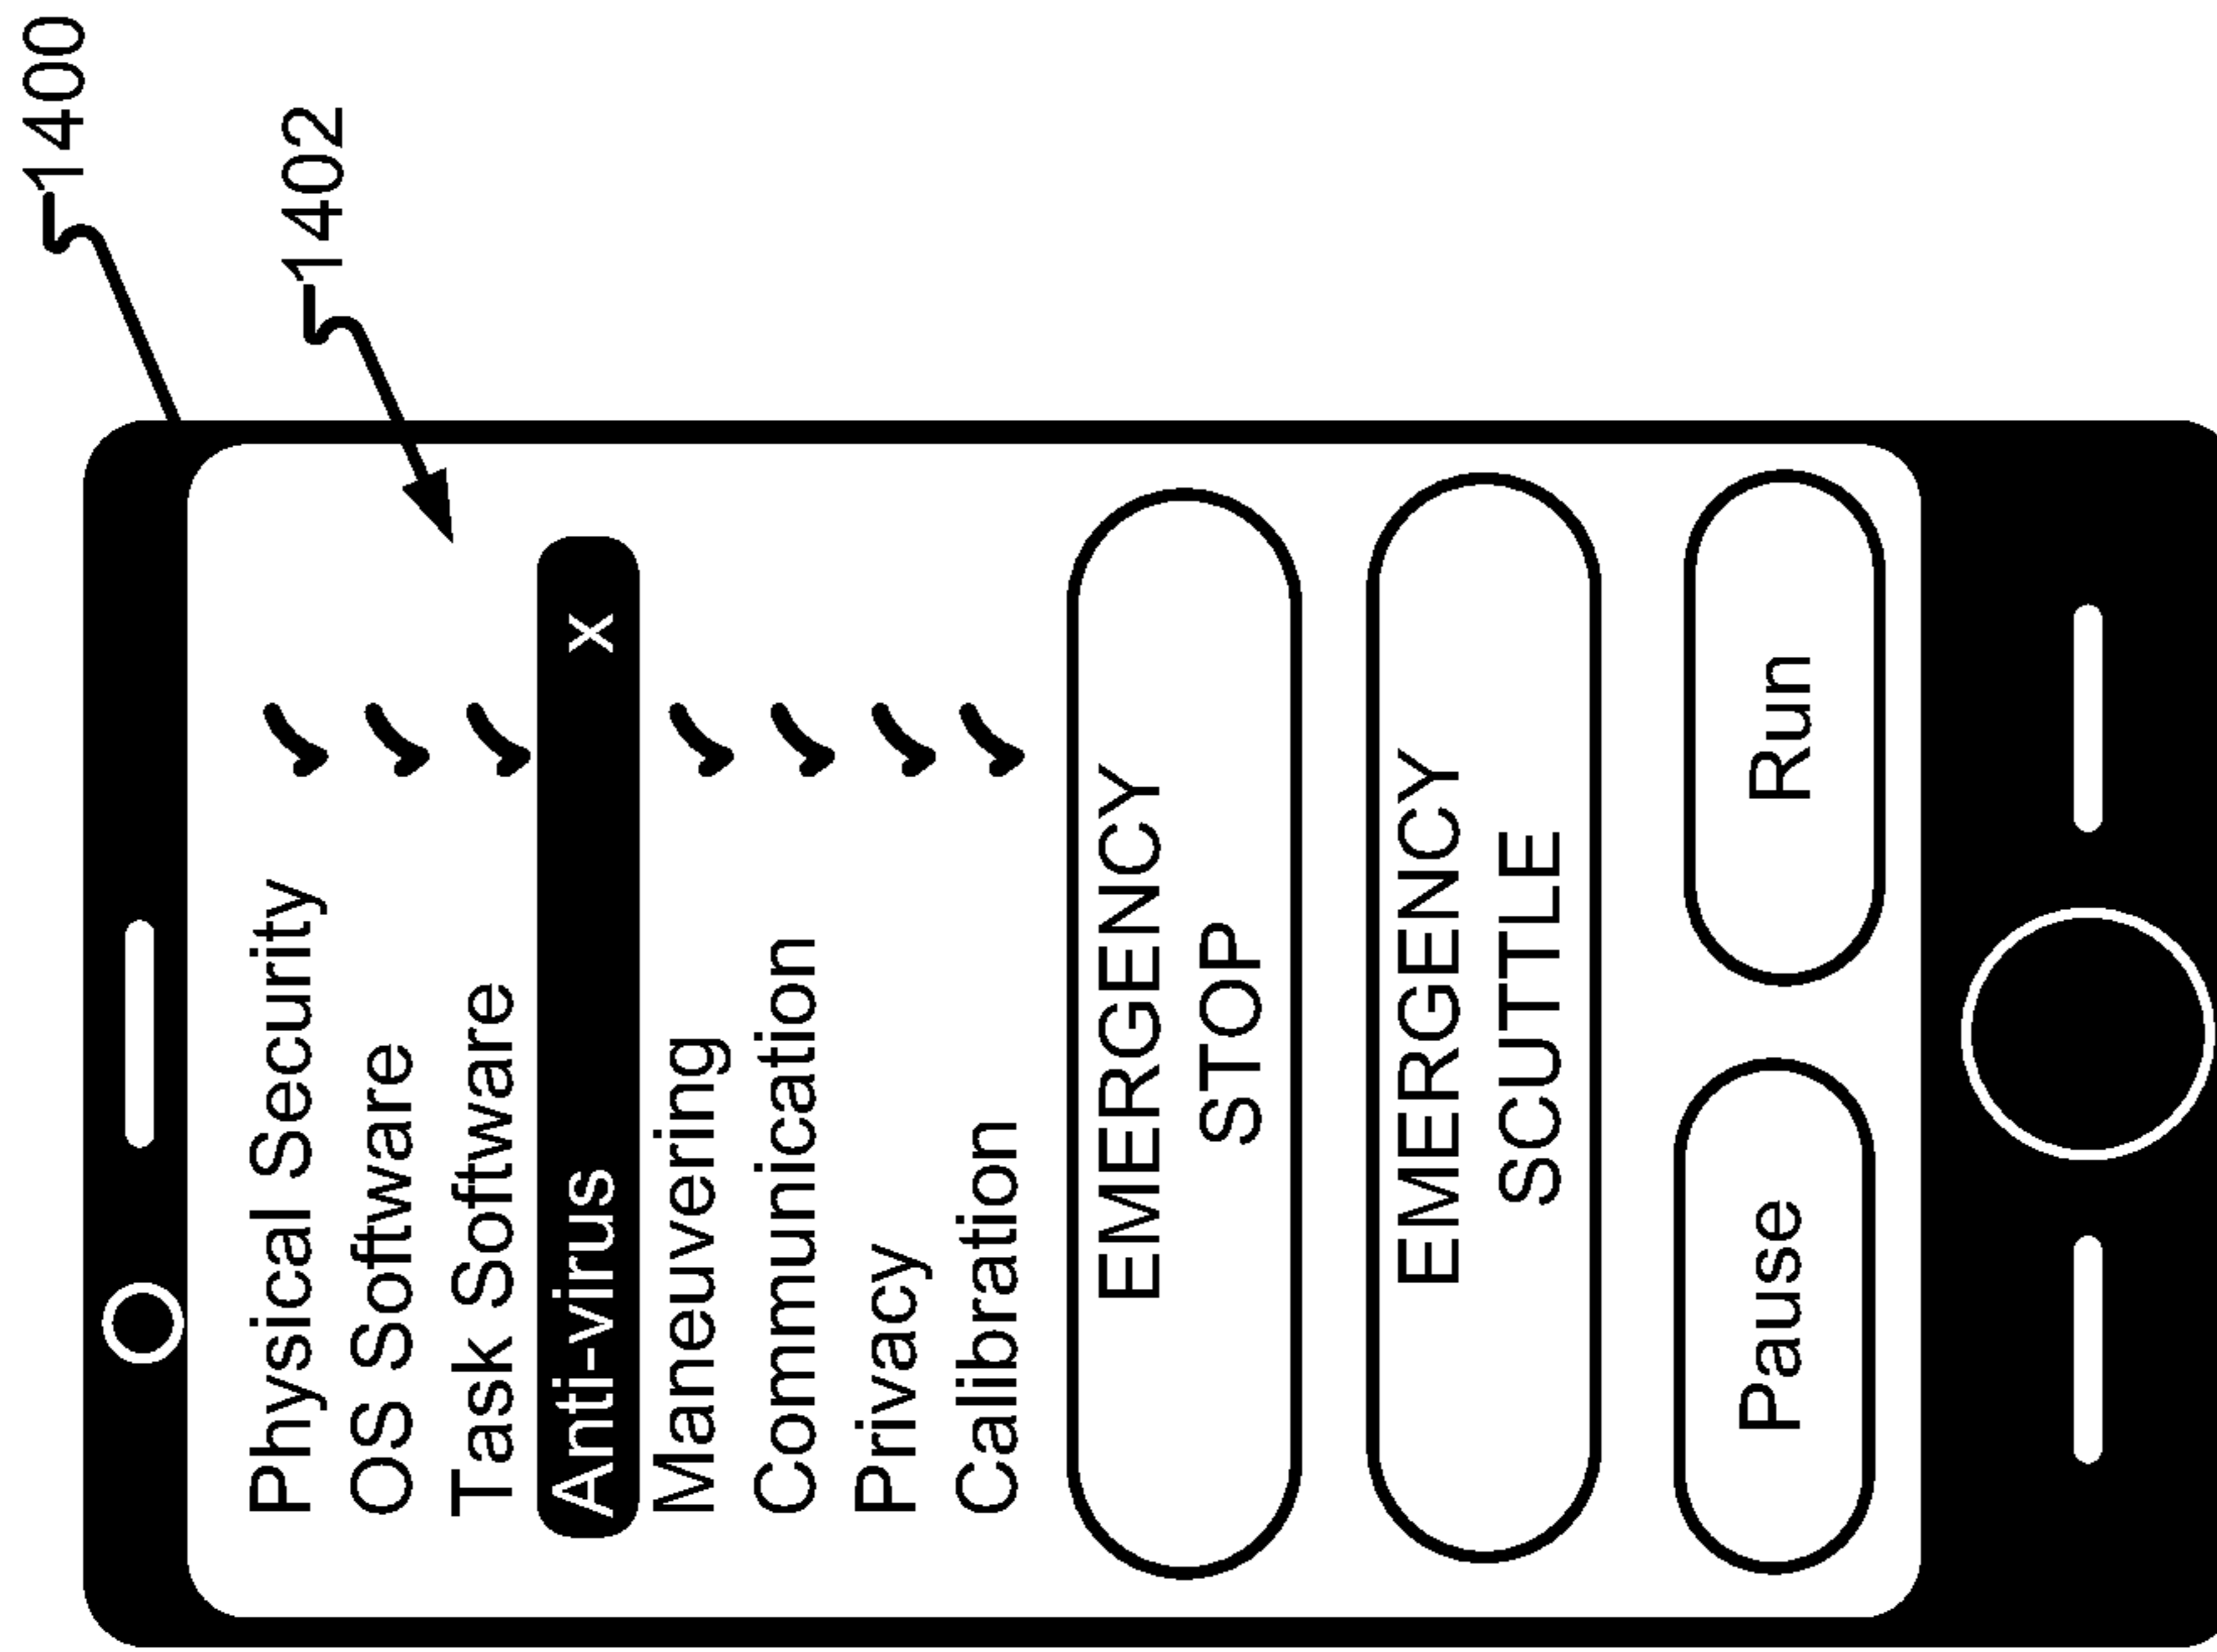 1400
1402
Physical Security ✓
OS Software ✓
Task Software ✓
Anti-virus x
Maneuvering ✓
Communication ✓
Privacy ✓
Calibration ✓
EMERGENCY
STOP
EMERGENCY
SCUTTLE
Pause
Run